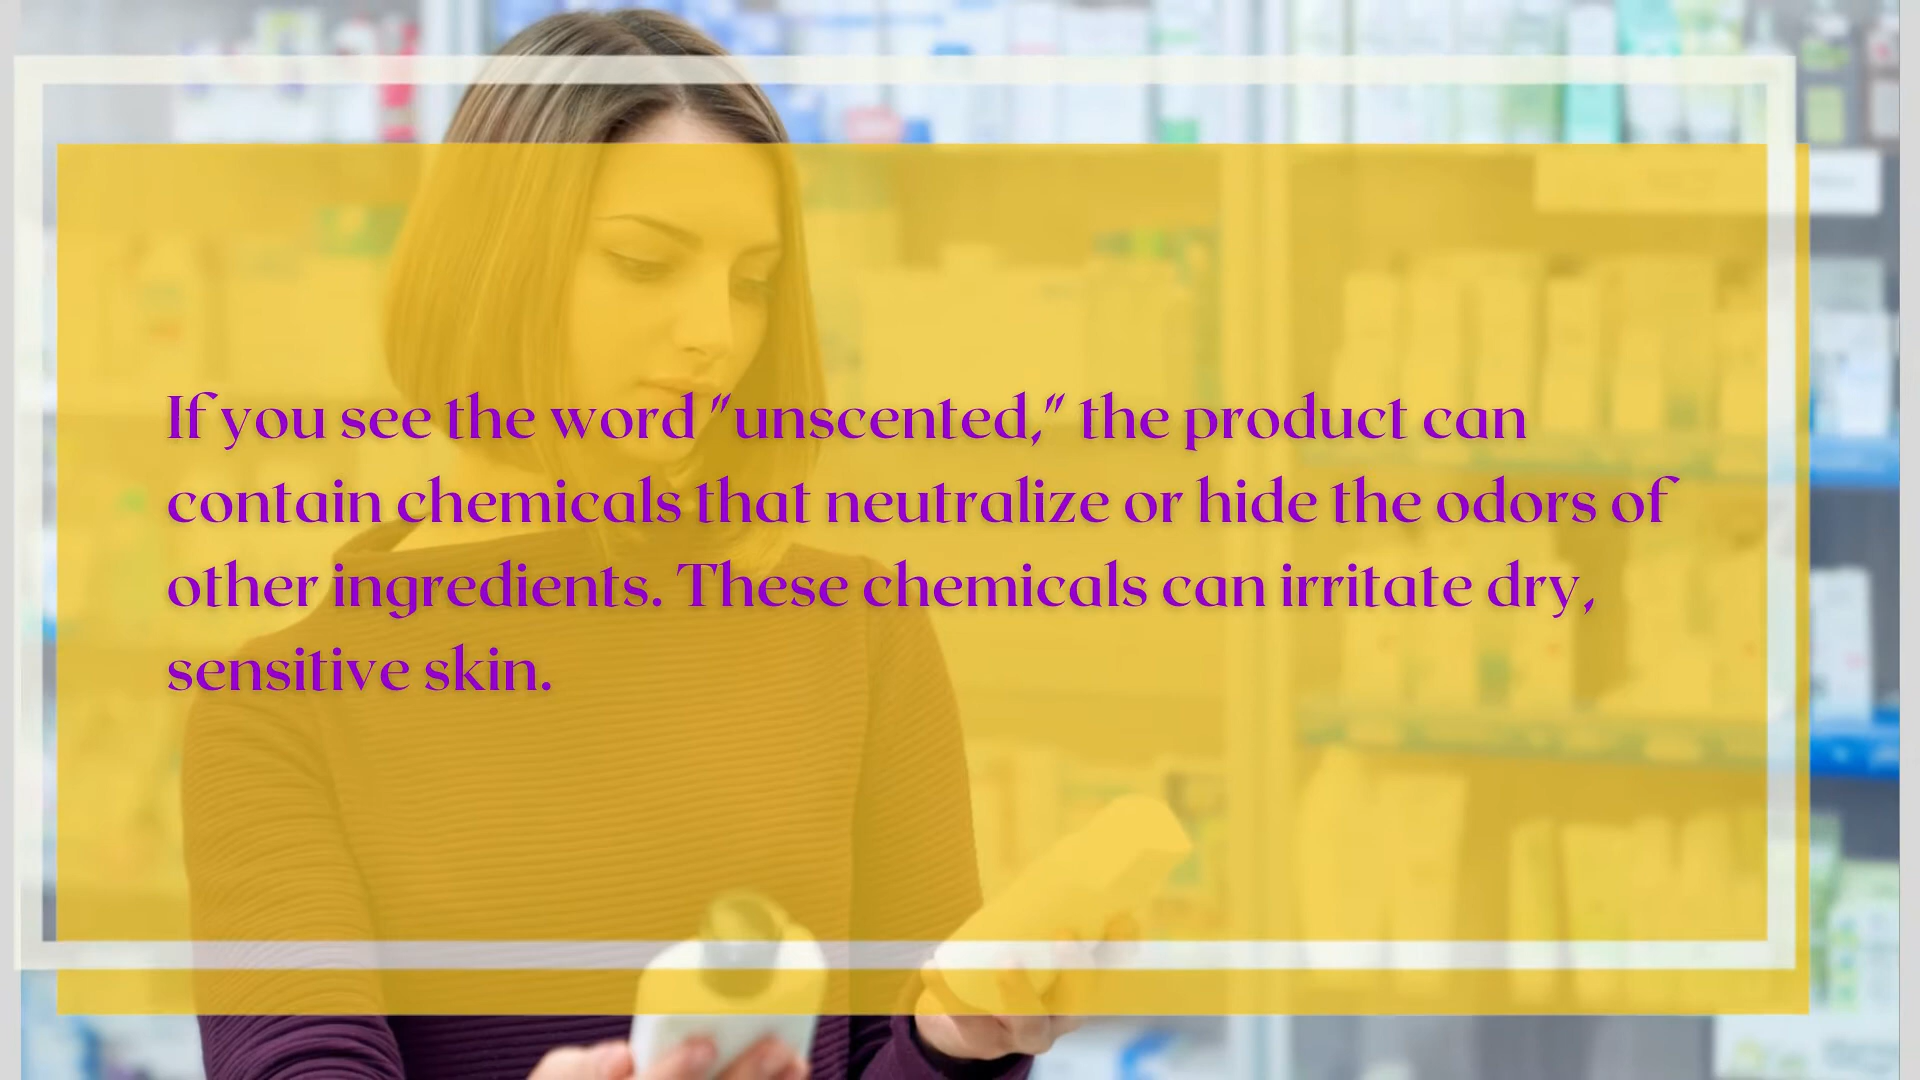 If you see the word "unscented," the product can
contain chemicals that neutralize or hide the odors of
other ingredients. These chemicals can irritate dry,
sensitive skin.